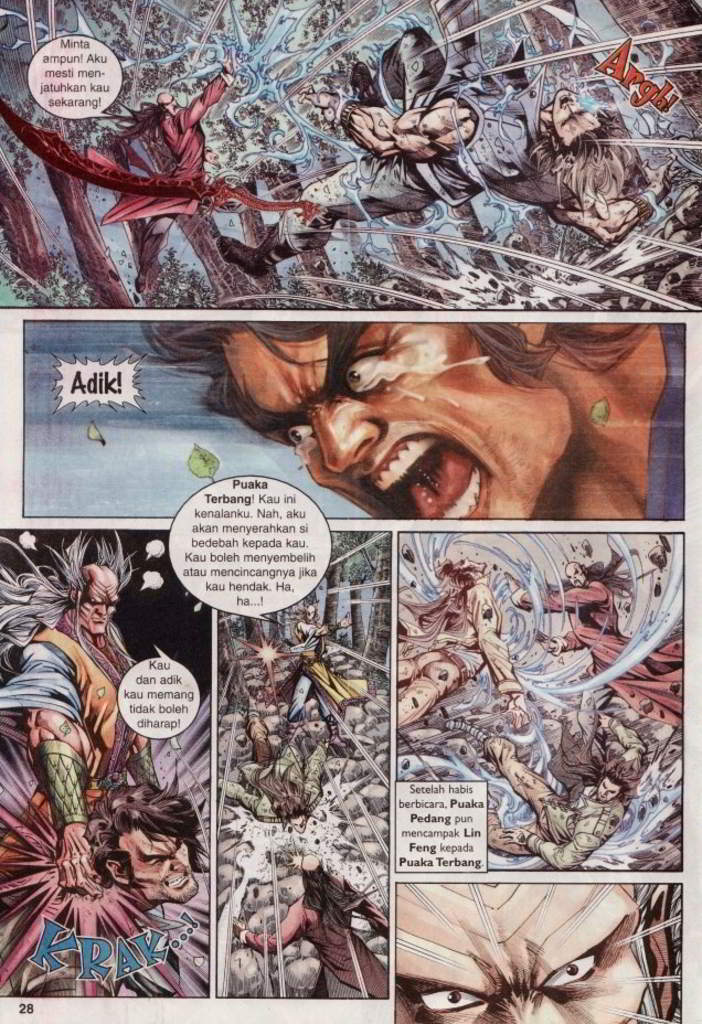 Minta
ampun! Aku
mesti men-
jatuhkan kau
sekarang!
Argh!
Adik!
Puaka
Terbang! Kau ini
kenalanku. Nah, aku
akan menyerahkan si
bedebah kepada kau.
Kau boleh menyembelih
atau mencincangnya jika
kau hendak. Ha,
ha...!
Kau
dan adik
kau memang
tidak boleh
diharap!
KRAK...!
Setelah habis
berbicara, Puaka
Pedang pun
mencampak Lin
Feng kepada
Puaka Terbang.
28